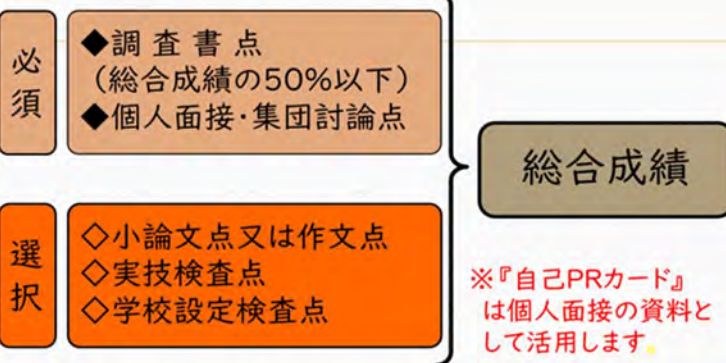 必須
◆調査書点
(総合成績の50%以下)
◆個人面接・集団討論点
選択
◇小論文点又は作文点
◇実技検査点
◇学校設定検査点
総合成績
※『自己PRカード』
は個人面接の資料と
して活用します。